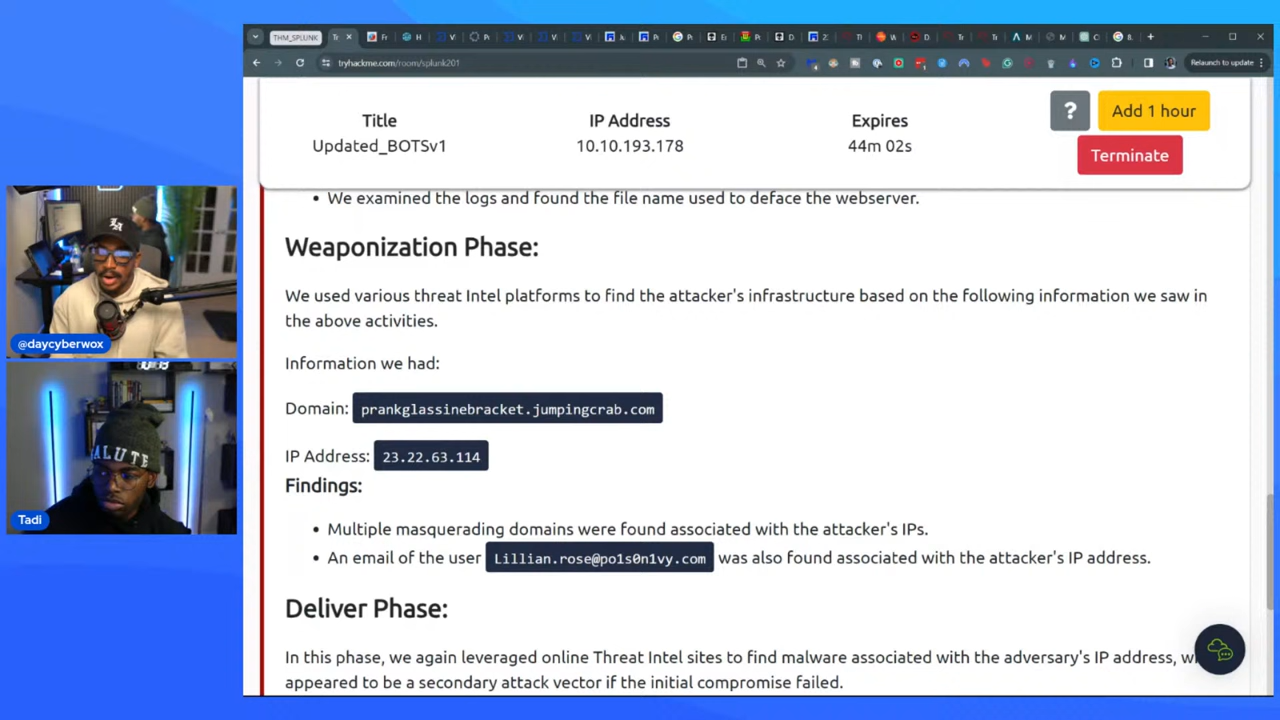 THM_SPLUNK
tryhackme.com/room/splunk201
Relaunch to update
Title
IP Address
Expires
Updated_BOTSv1
10.10.193.178
44m 02s
?
Add 1 hour
Terminate
• We examined the logs and found the file name used to deface the webserver.
Weaponization Phase:
We used various threat Intel platforms to find the attacker's infrastructure based on the following information we saw in
the above activities.
Information we had:
Domain: prankglassinebracket.jumpingcrab.com
IP Address: 23.22.63.114
Findings:
• Multiple masquerading domains were found associated with the attacker's IPs.
• An email of the user Lillian.rose@po1s0n1vy.com was also found associated with the attacker's IP address.
Deliver Phase:
In this phase, we again leveraged online Threat Intel sites to find malware associated with the adversary's IP address,
appeared to be a secondary attack vector if the initial compromise failed.
LA
@daycyberwox
SALUTE
Tadi